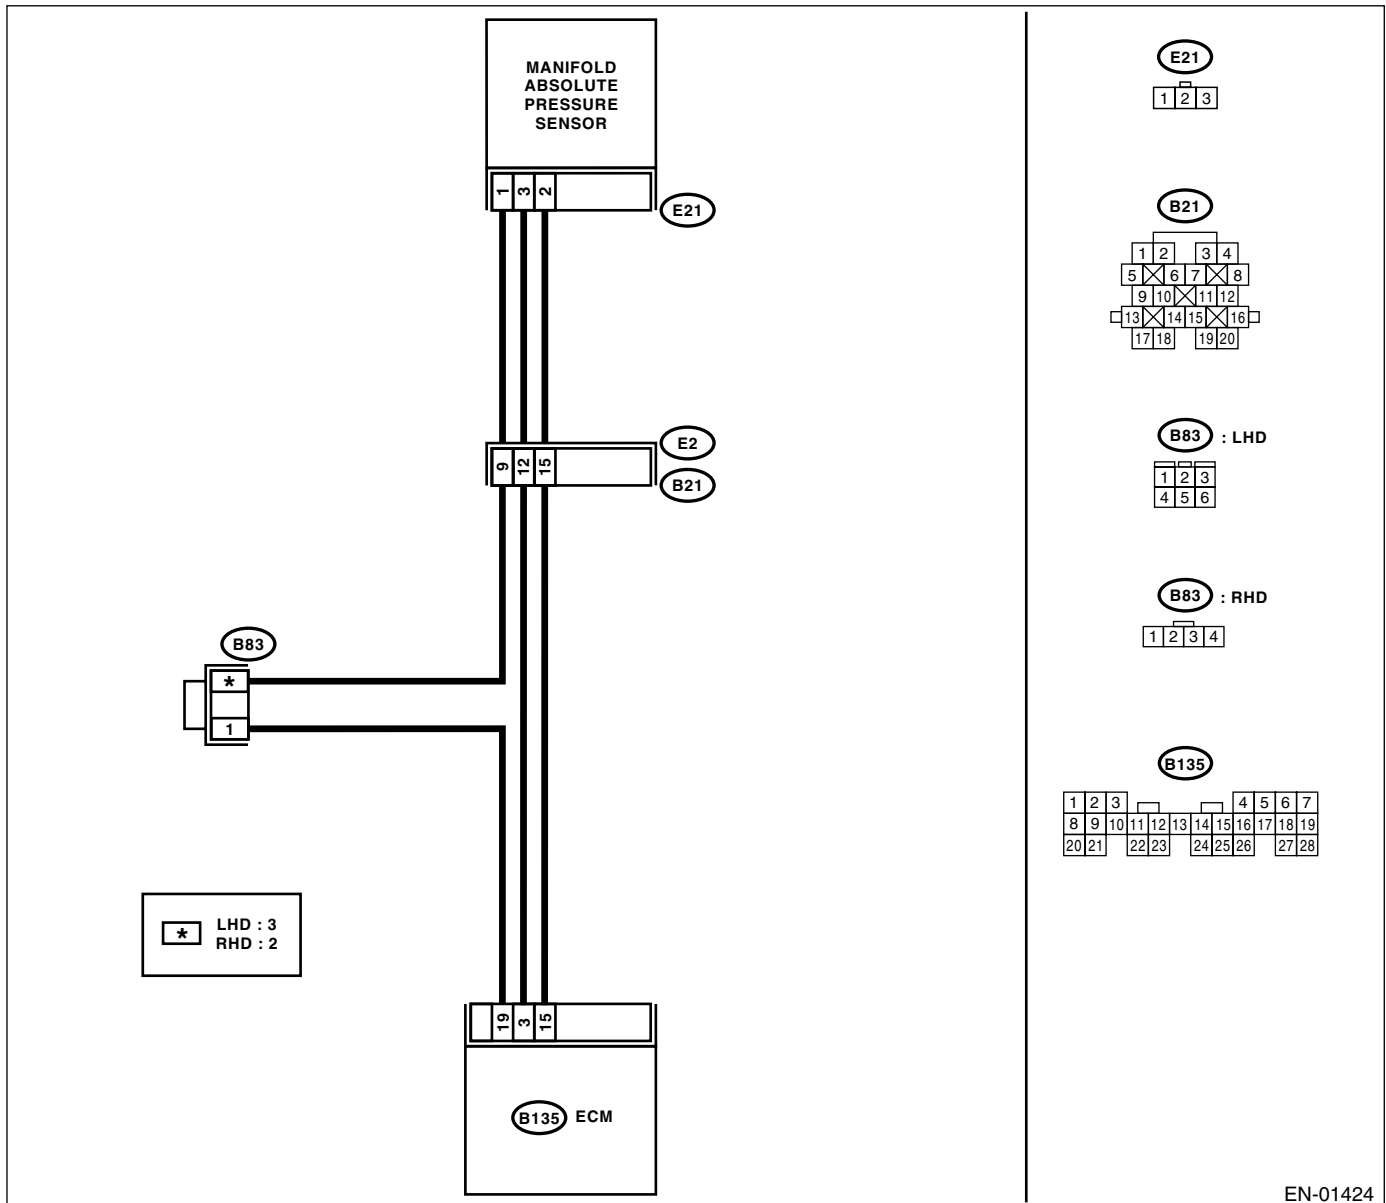 MANIFOLD
ABSOLUTE
PRESSURE
SENSOR
1 3 2
E21
9 12 15
E2
B21
B83
*
1
* LHD : 3
RHD : 2
19 3 15
B135 ECM
E21
1 2 3
B21
1 2 3 4
5 6 7 8
9 10 11 12
13 14 15 16
17 18 19 20
B83 : LHD
1 2 3
4 5 6
B83 : RHD
1 2 3 4
B135
1 2 3 4 5 6 7
8 9 10 11 12 13 14 15 16 17 18 19
20 21 22 23 24 25 26 27 28
EN-01424